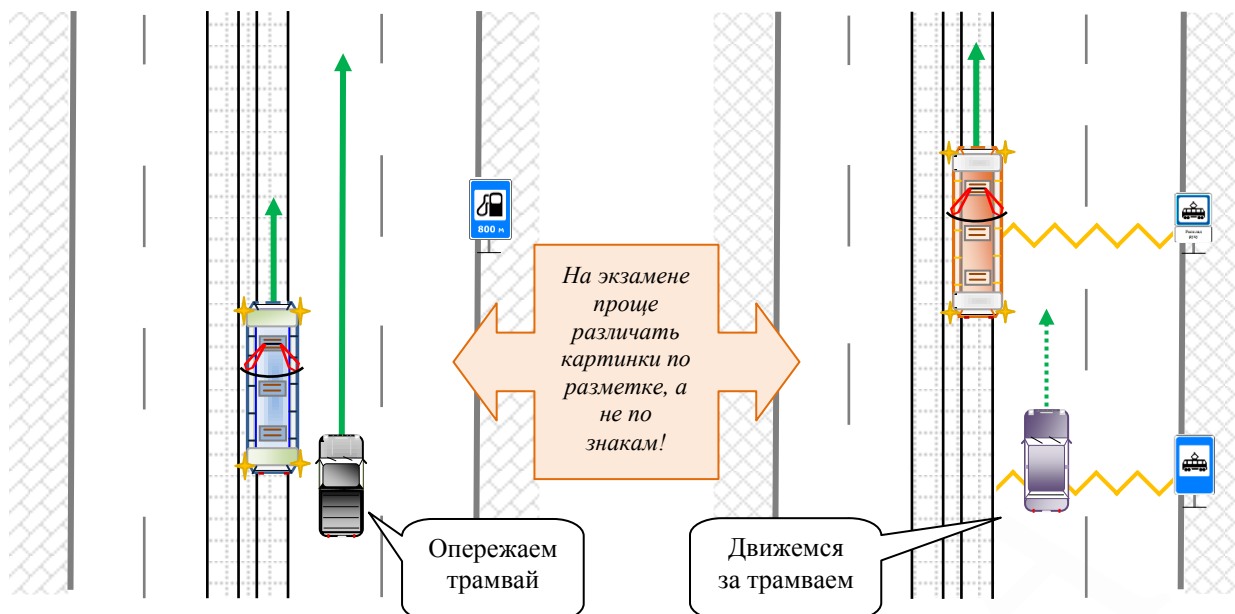 800 м
На экзамене
проще
различать
картинки по
разметке, а
не по
знакам!
Опережаем
трамвай
Движемся
за трамваем